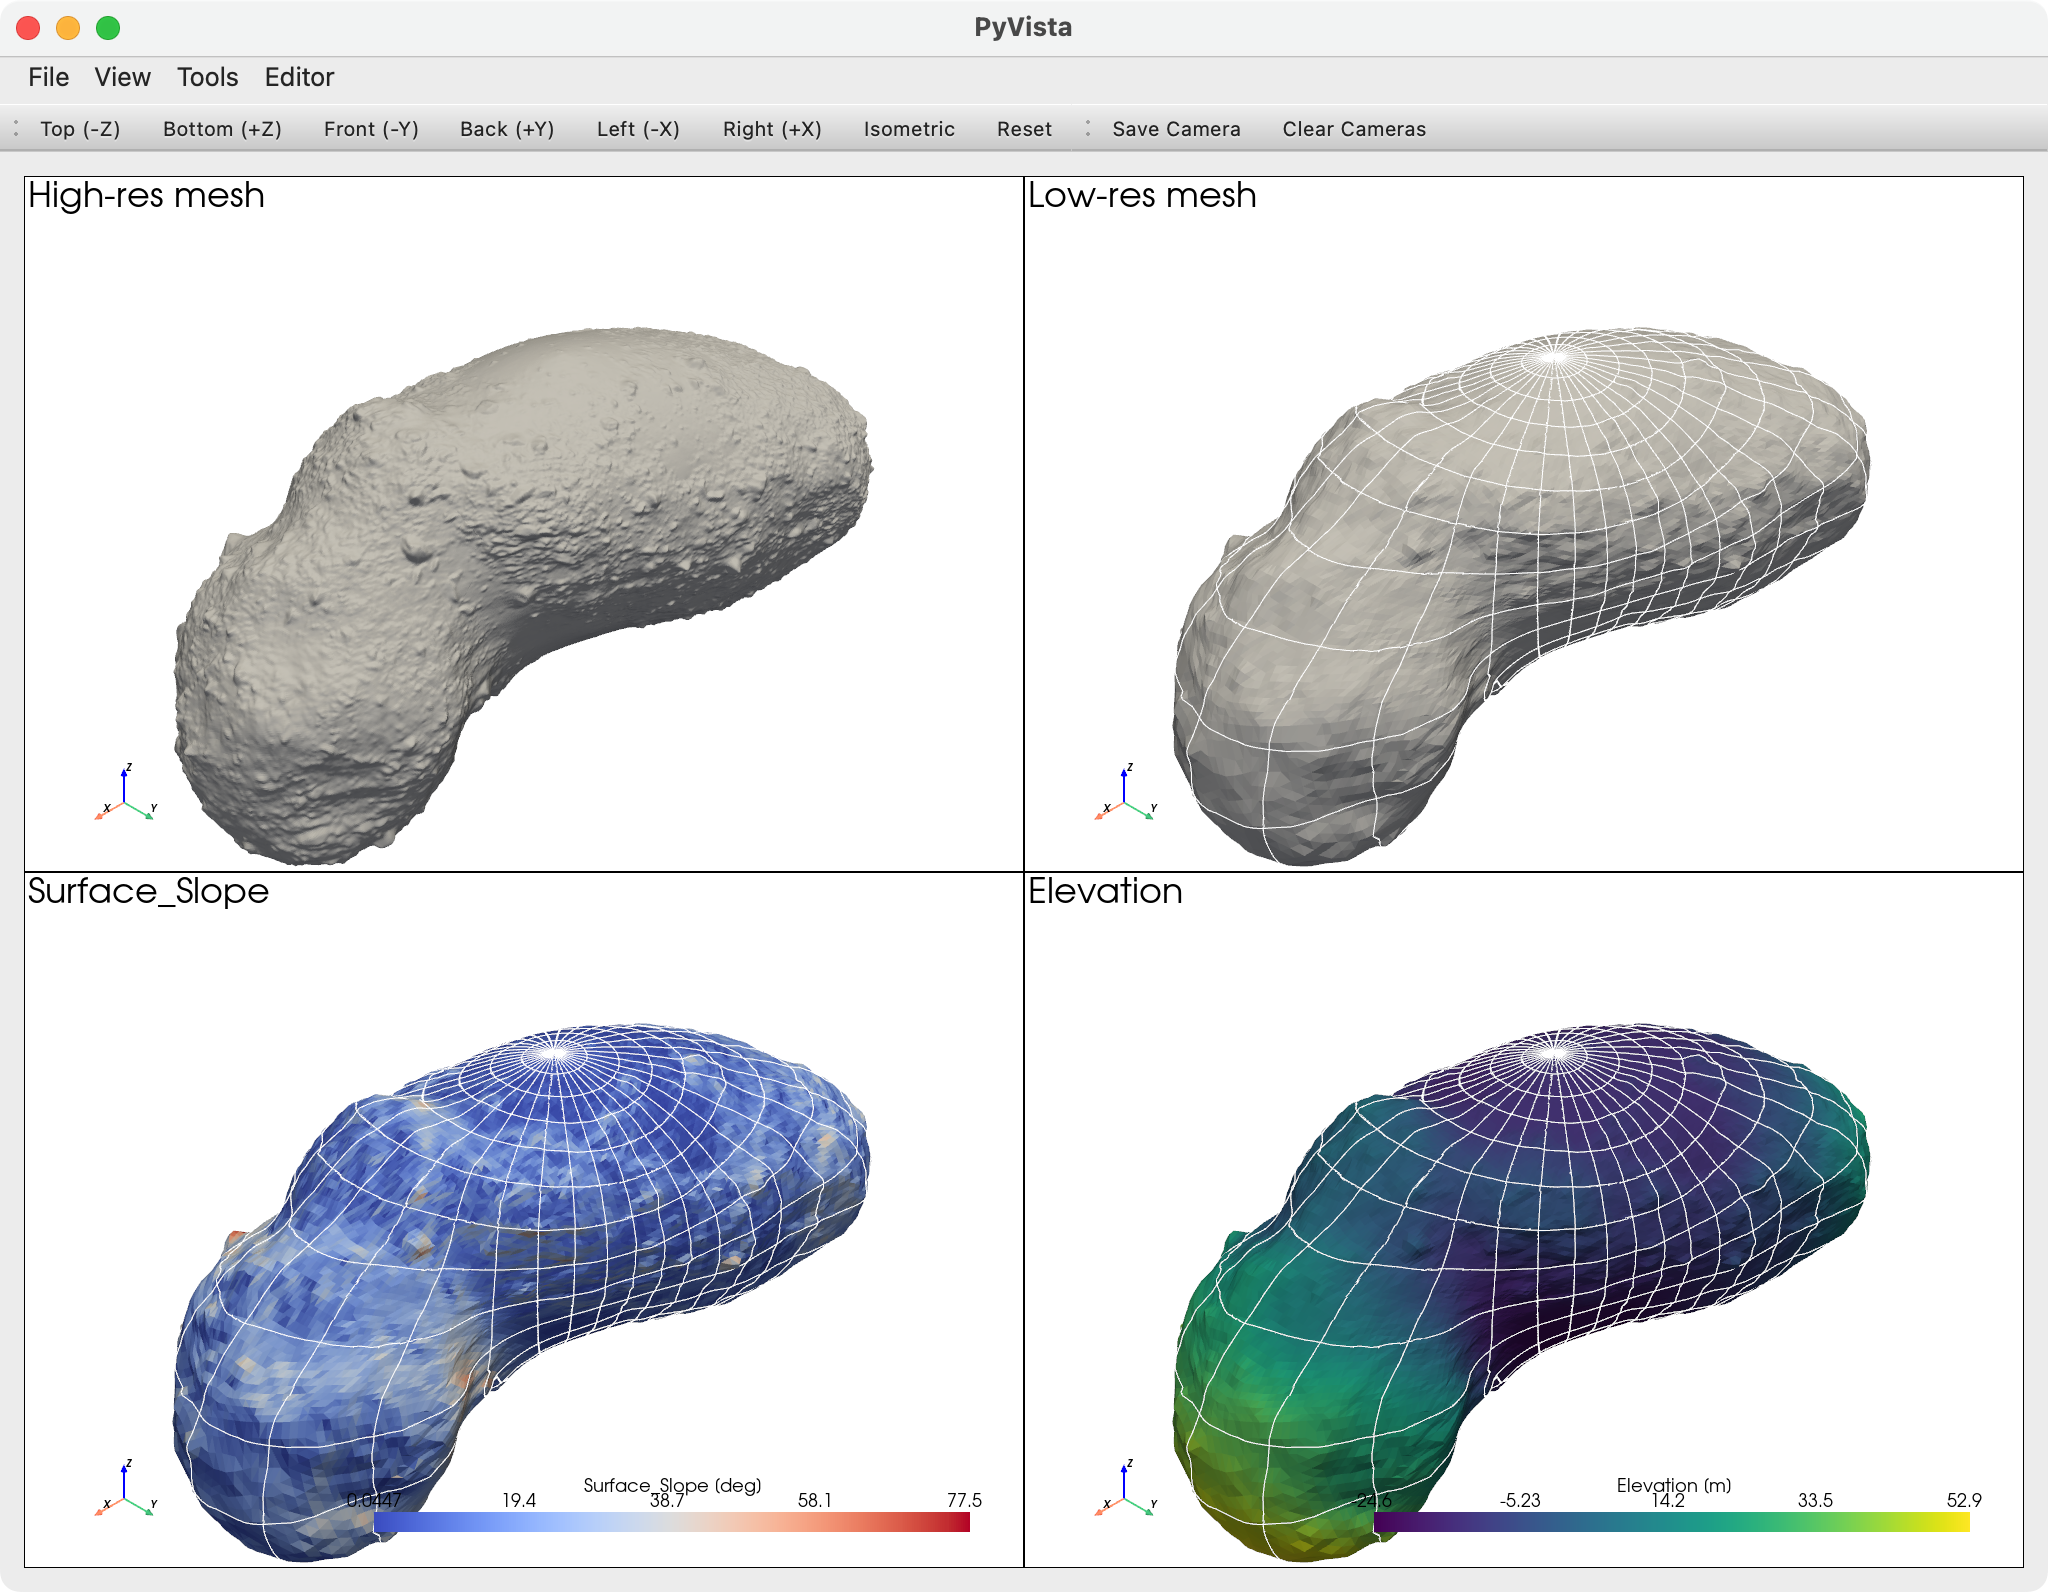 PyVista
File View Tools Editor
Top (-Z) Bottom (+Z) Front (-Y) Back (+Y) Left (-X) Right (+X) Isometric Reset Save Camera Clear Cameras
High-res mesh
Low-res mesh
Z
X Y
Z
X Y
Surface_Slope
Elevation
Z
X Y
Surface_Slope (deg)
0.0447 19.4 38.7 58.1 77.5
Z
X Y
Elevation (m)
-24.6 -5.23 14.2 33.5 52.9